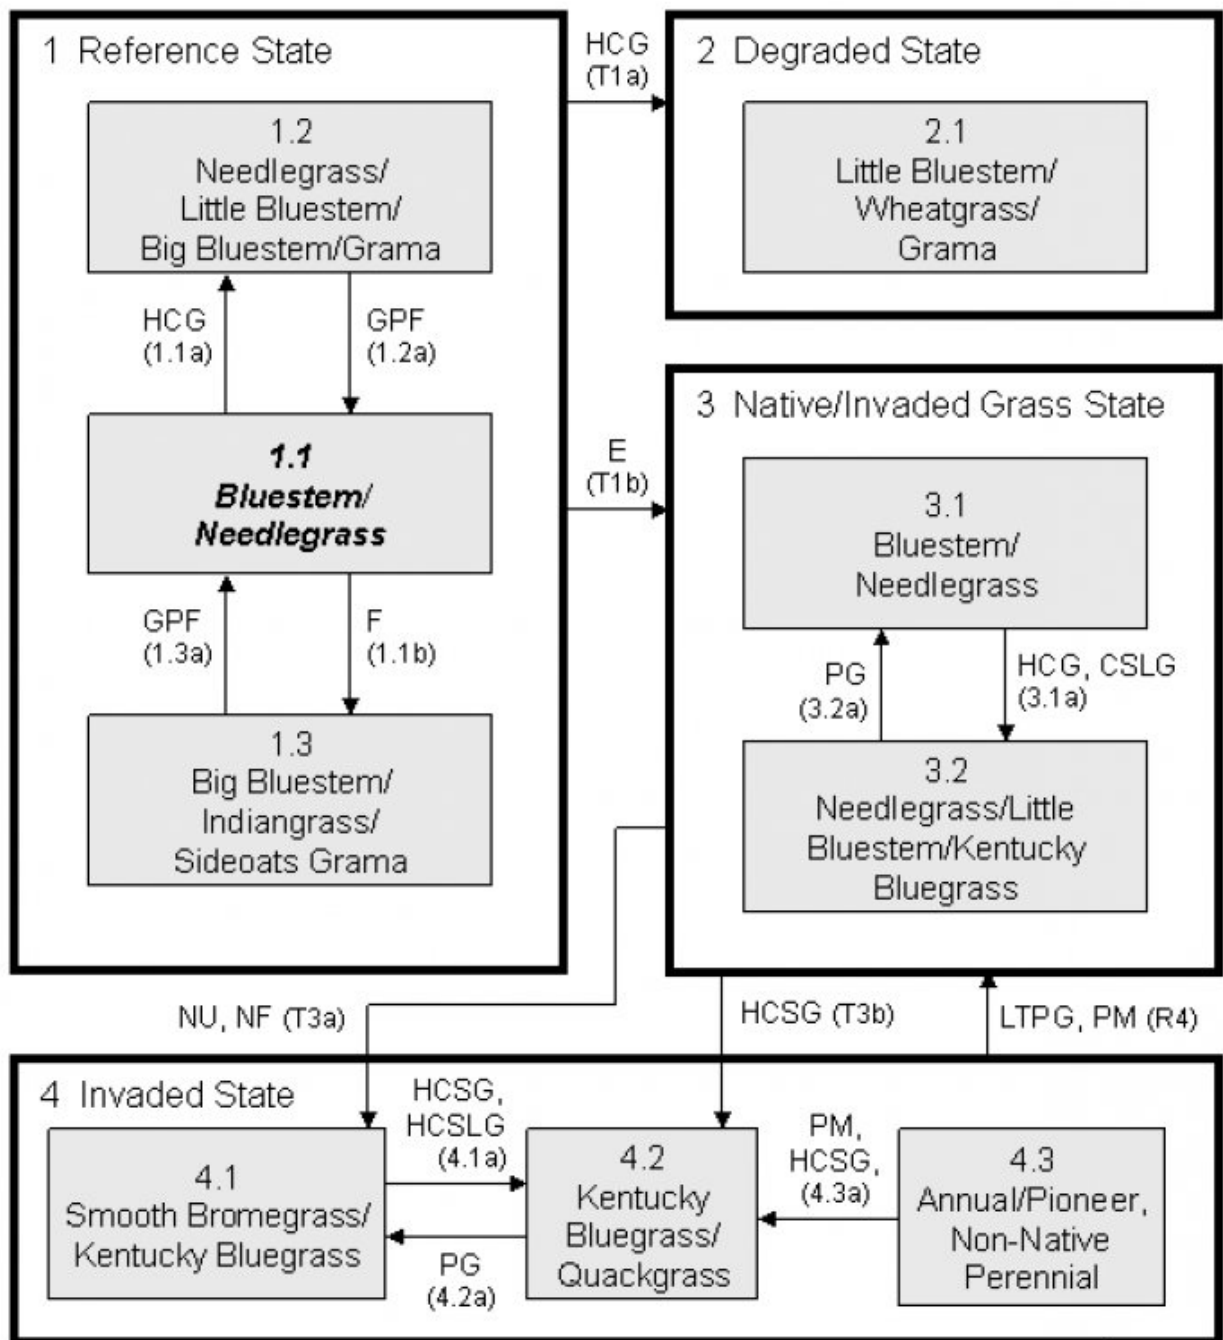 1 Reference State
1.2
Needlegrass/
Little Bluestem/
Big Bluestem/Grama
HCG
(1.1a)
GPF
(1.2a)
1.1
Bluestem/
Needlegrass
GPF
(1.3a)
F
(1.1b)
1.3
Big Bluestem/
Indiangrass/
Sideoats Grama
HCG
(T1a)
2 Degraded State
2.1
Little Bluestem/
Wheatgrass/
Grama
E
(T1b)
3 Native/Invaded Grass State
3.1
Bluestem/
Needlegrass
PG
(3.2a)
HCG, CSLG
(3.1a)
3.2
Needlegrass/Little
Bluestem/Kentucky
Bluegrass
NU, NF (T3a)
HCSG (T3b)
LTPG, PM (R4)
4 Invaded State
4.1
Smooth Bromegrass/
Kentucky Bluegrass
HCSG,
HCSLG
(4.1a)
PG
(4.2a)
4.2
Kentucky
Bluegrass/
Quackgrass
PM,
HCSG,
(4.3a)
4.3
Annual/Pioneer,
Non-Native
Perennial